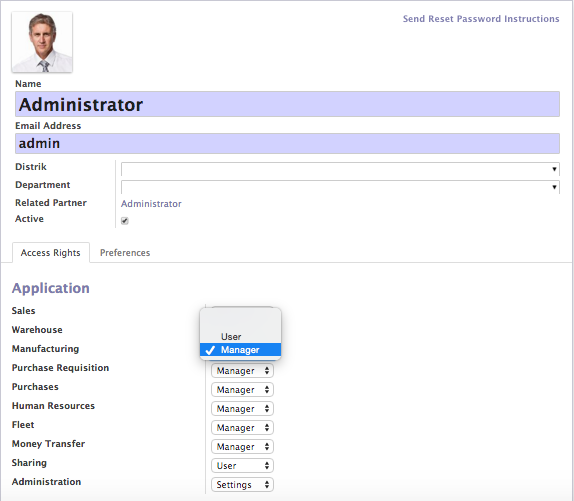 Send Reset Password Instructions
Name
Administrator
Email Address
admin
Distrik
Department
Related Partner Administrator
Active
Access Rights Preferences
Application
Sales
Warehouse
User
Manufacturing Manager
Purchase Requisition Manager
Purchases Manager
Human Resources Manager
Fleet Manager
Money Transfer Manager
Sharing User
Administration Settings